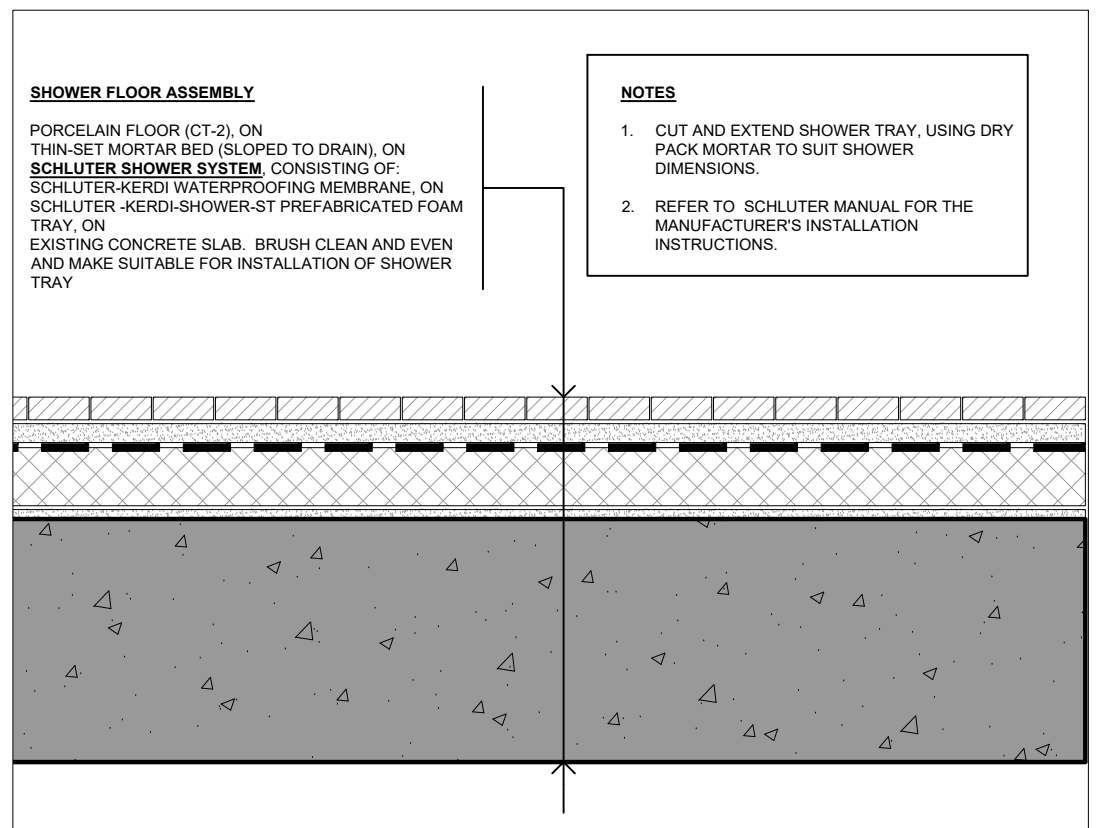 SHOWER FLOOR ASSEMBLY
PORCELAIN FLOOR (CT-2), ON
THIN-SET MORTAR BED (SLOPED TO DRAIN), ON
SCHLUTER SHOWER SYSTEM, CONSISTING OF:
SCHLUTER-KERDI WATERPROOFING MEMBRANE, ON
SCHLUTER -KERDI-SHOWER-ST PREFABRICATED FOAM
TRAY, ON
EXISTING CONCRETE SLAB. BRUSH CLEAN AND EVEN
AND MAKE SUITABLE FOR INSTALLATION OF SHOWER
TRAY
NOTES
1. CUT AND EXTEND SHOWER TRAY, USING DRY
PACK MORTAR TO SUIT SHOWER
DIMENSIONS.
2. REFER TO SCHLUTER MANUAL FOR THE
MANUFACTURER'S INSTALLATION
INSTRUCTIONS.